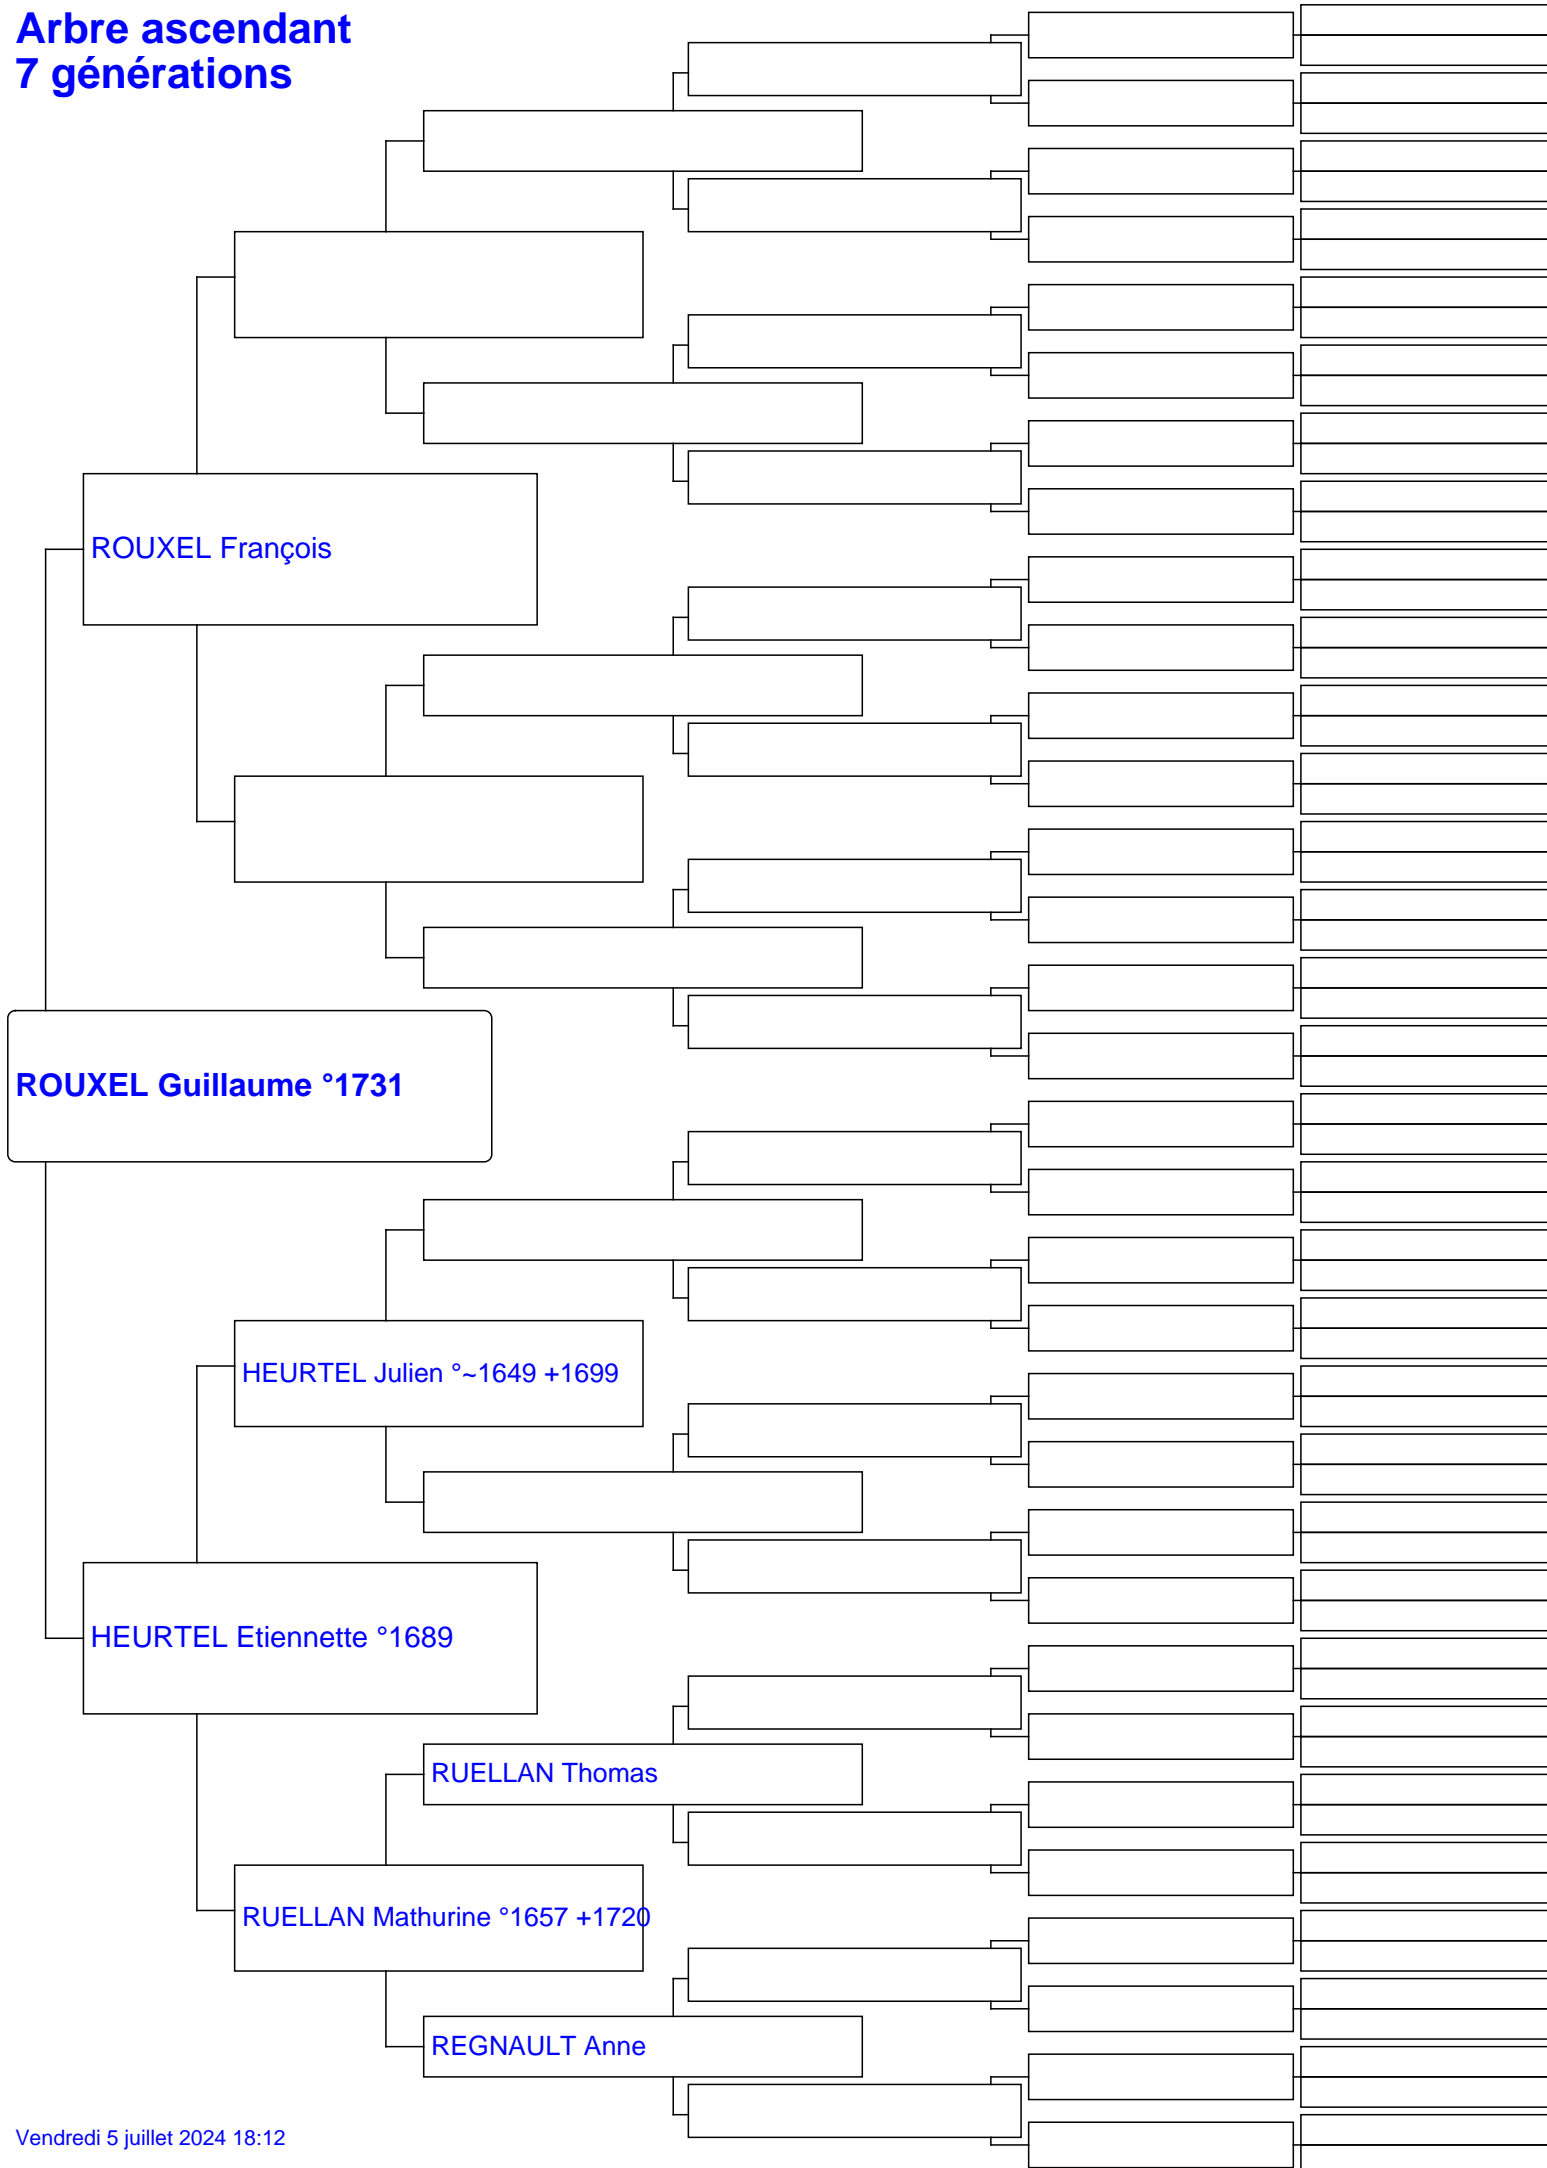 Arbre ascendant
7 générations
ROUXEL François
ROUXEL Guillaume °1731
HEURTEL Julien °~1649 +1699
HEURTEL Etiennette °1689
RUELLAN Thomas
RUELLAN Mathurine °1657 +1720
REGNAULT Anne
Vendredi 5 juillet 2024 18:12